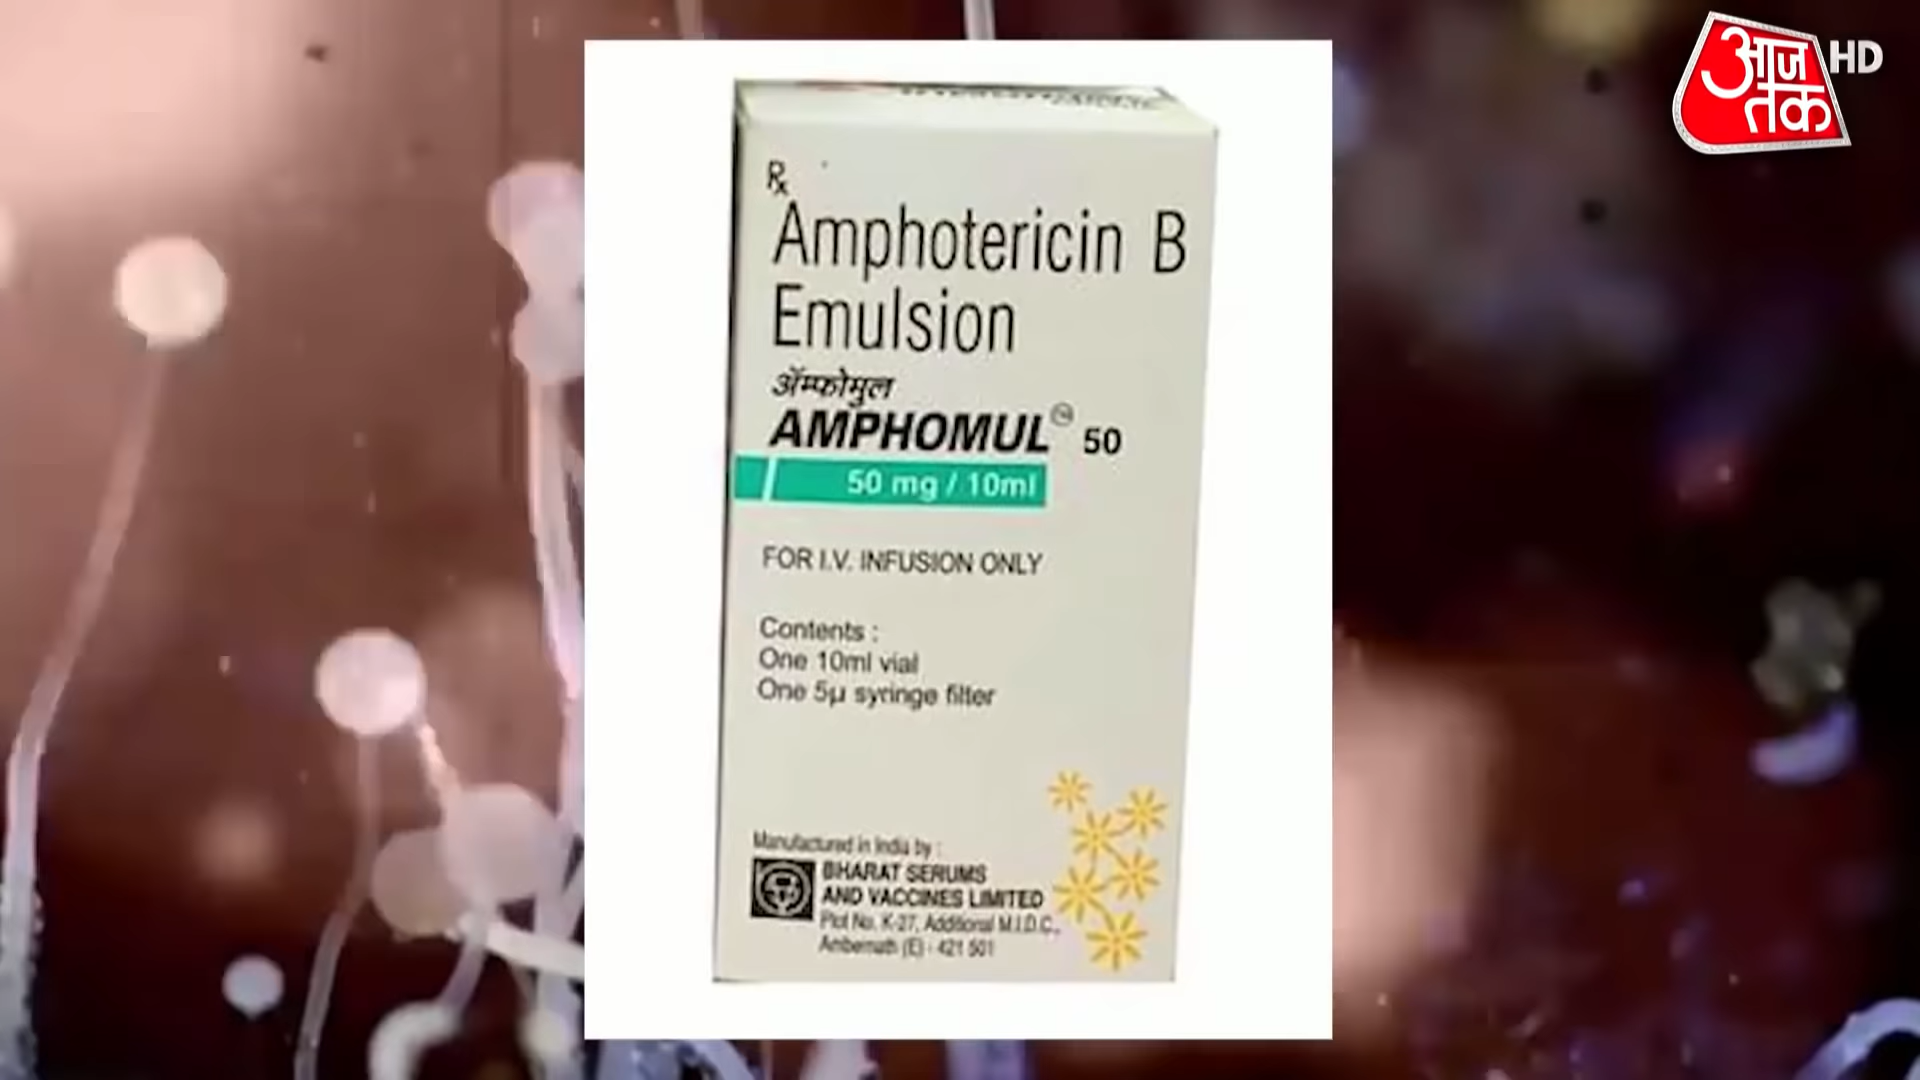 आज
तक
HD
Rx
Amphotericin B
Emulsion
ॲम्फोमुल
AMPHOMUL 50
50 mg / 10ml
FOR I.V. INFUSION ONLY
Contents :
One 10ml vial
One 5µ syringe filter
Manufactured in India by :
BHARAT SERUMS
AND VACCINES LIMITED
Plot No. K-27, Additional M.I.D.C.,
Ambernath (E) - 421 501